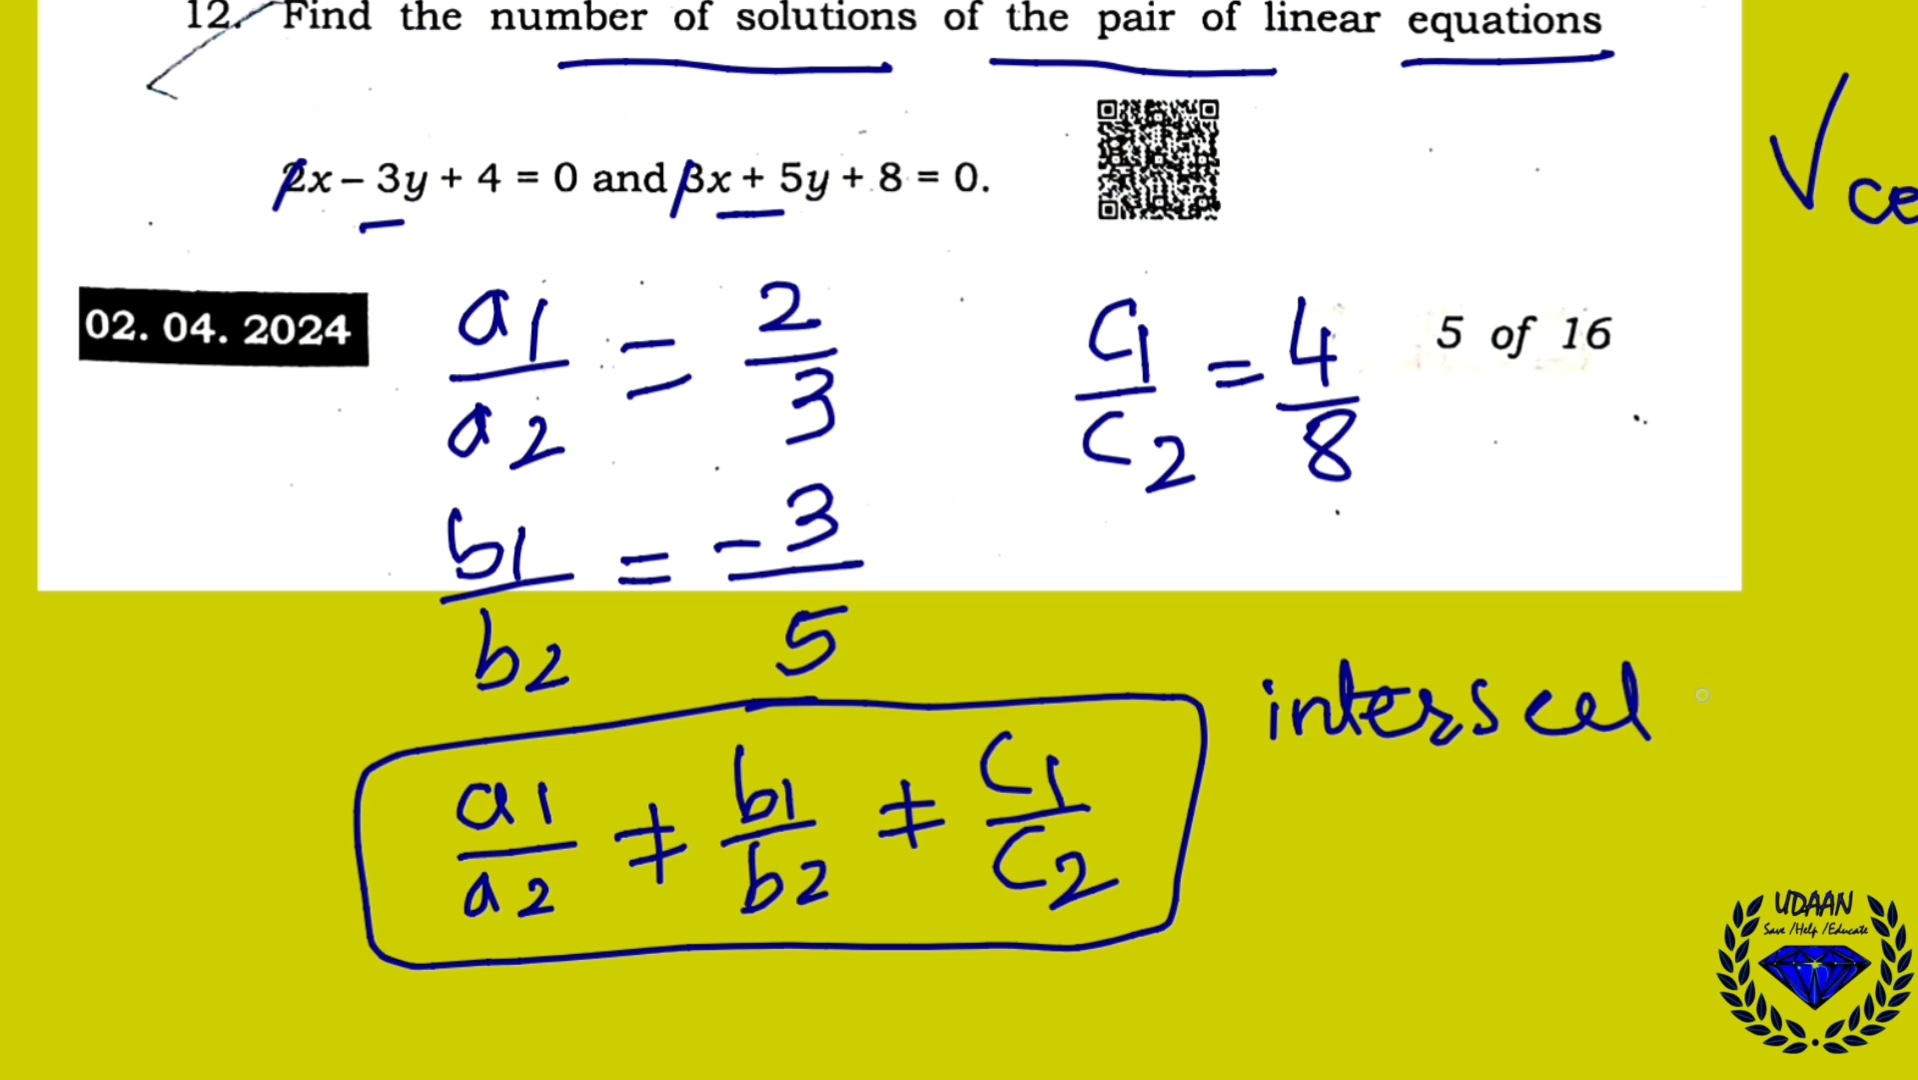 12. Find the number of solutions of the pair of linear equations
2x – 3y + 4 = 0 and 3x + 5y + 8 = 0.
√ce
02. 04. 2024
5 of 16
a1/a2 = 2/3
c1/c2 = 4/8
b1/b2 = -3/5
intersect
a1/a2 ≠ b1/b2 ≠ c1/c2
UDAAN
Save /Help /Educate